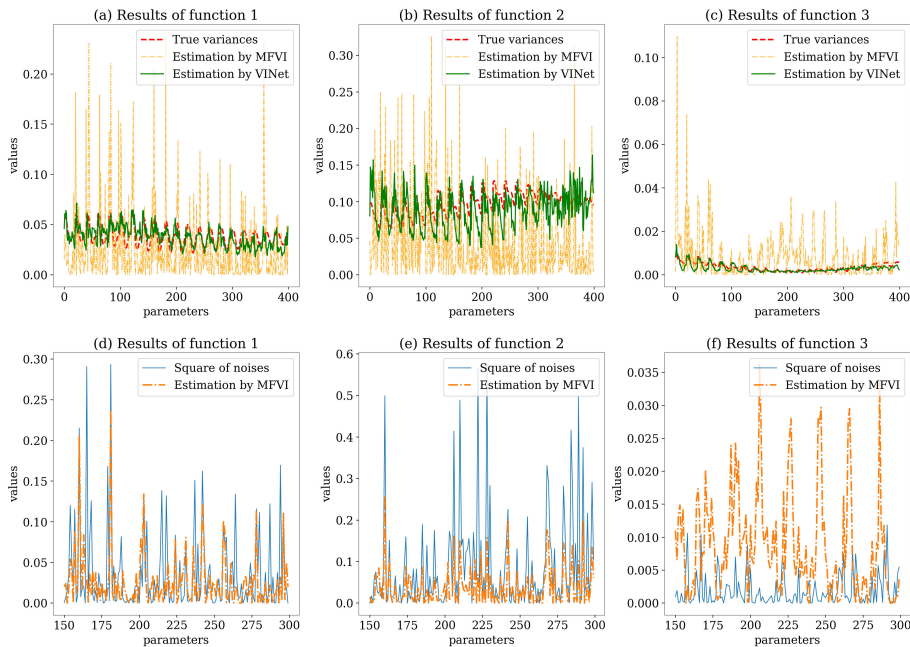 (a) Results of function 1
True variances
Estimation by MFVI
Estimation by VINet
0.20
0.15
0.10
0.05
0.00
values
0 100 200 300 400
parameters
(b) Results of function 2
True variances
Estimation by MFVI
Estimation by VINet
0.30
0.25
0.20
0.15
0.10
0.05
0.00
values
0 100 200 300 400
parameters
(c) Results of function 3
True variances
Estimation by MFVI
Estimation by VINet
0.10
0.08
0.06
0.04
0.02
0.00
values
0 100 200 300 400
parameters
(d) Results of function 1
Square of noises
Estimation by MFVI
0.30
0.25
0.20
0.15
0.10
0.05
0.00
values
150 175 200 225 250 275 300
parameters
(e) Results of function 2
Square of noises
Estimation by MFVI
0.6
0.5
0.4
0.3
0.2
0.1
0.0
values
150 175 200 225 250 275 300
parameters
(f) Results of function 3
Square of noises
Estimation by MFVI
0.035
0.030
0.025
0.020
0.015
0.010
0.005
0.000
values
150 175 200 225 250 275 300
parameters